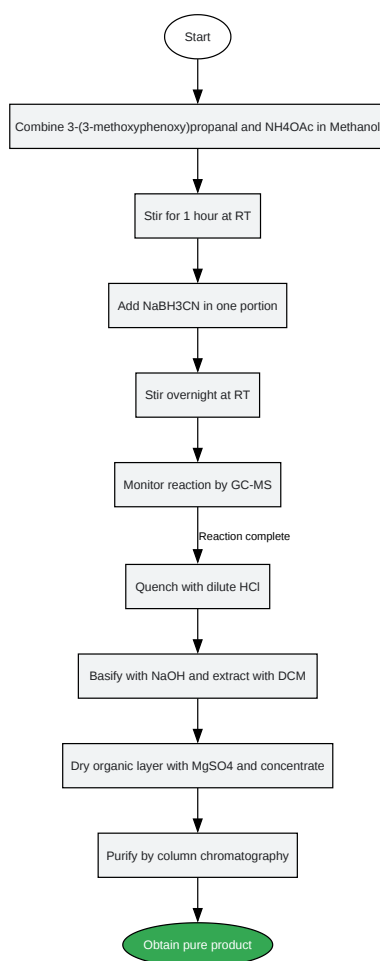 Start
Combine 3-(3-methoxyphenoxy)propanal and NH4OAc in Methanol
Stir for 1 hour at RT
Add NaBH3CN in one portion
Stir overnight at RT
Monitor reaction by GC-MS
Reaction complete
Quench with dilute HCl
Basify with NaOH and extract with DCM
Dry organic layer with MgSO4 and concentrate
Purify by column chromatography
Obtain pure product